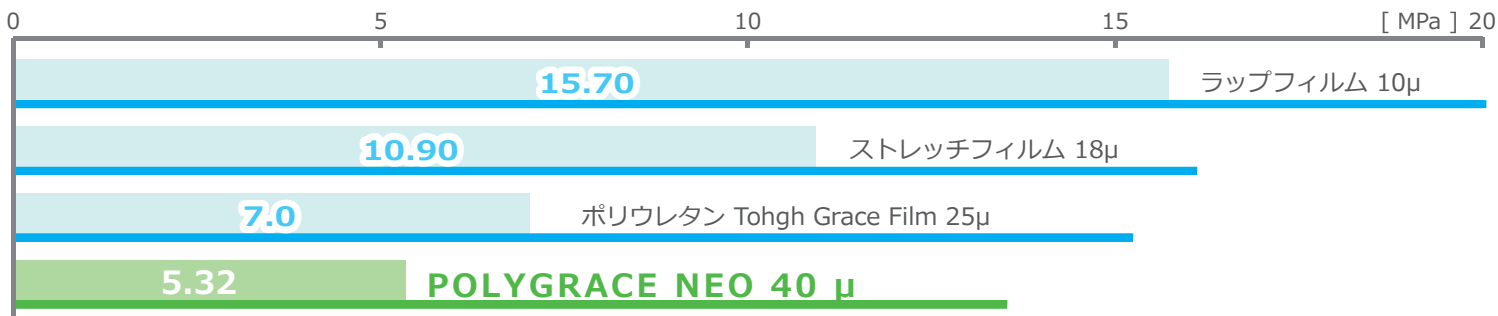 0 5 10 15 [ MPa ] 20
15.70 ラップフィルム 10μ
10.90 ストレッチフィルム 18μ
7.0 ポリウレタン Tohgh Grace Film 25μ
5.32 POLYGRACE NEO 40 μ